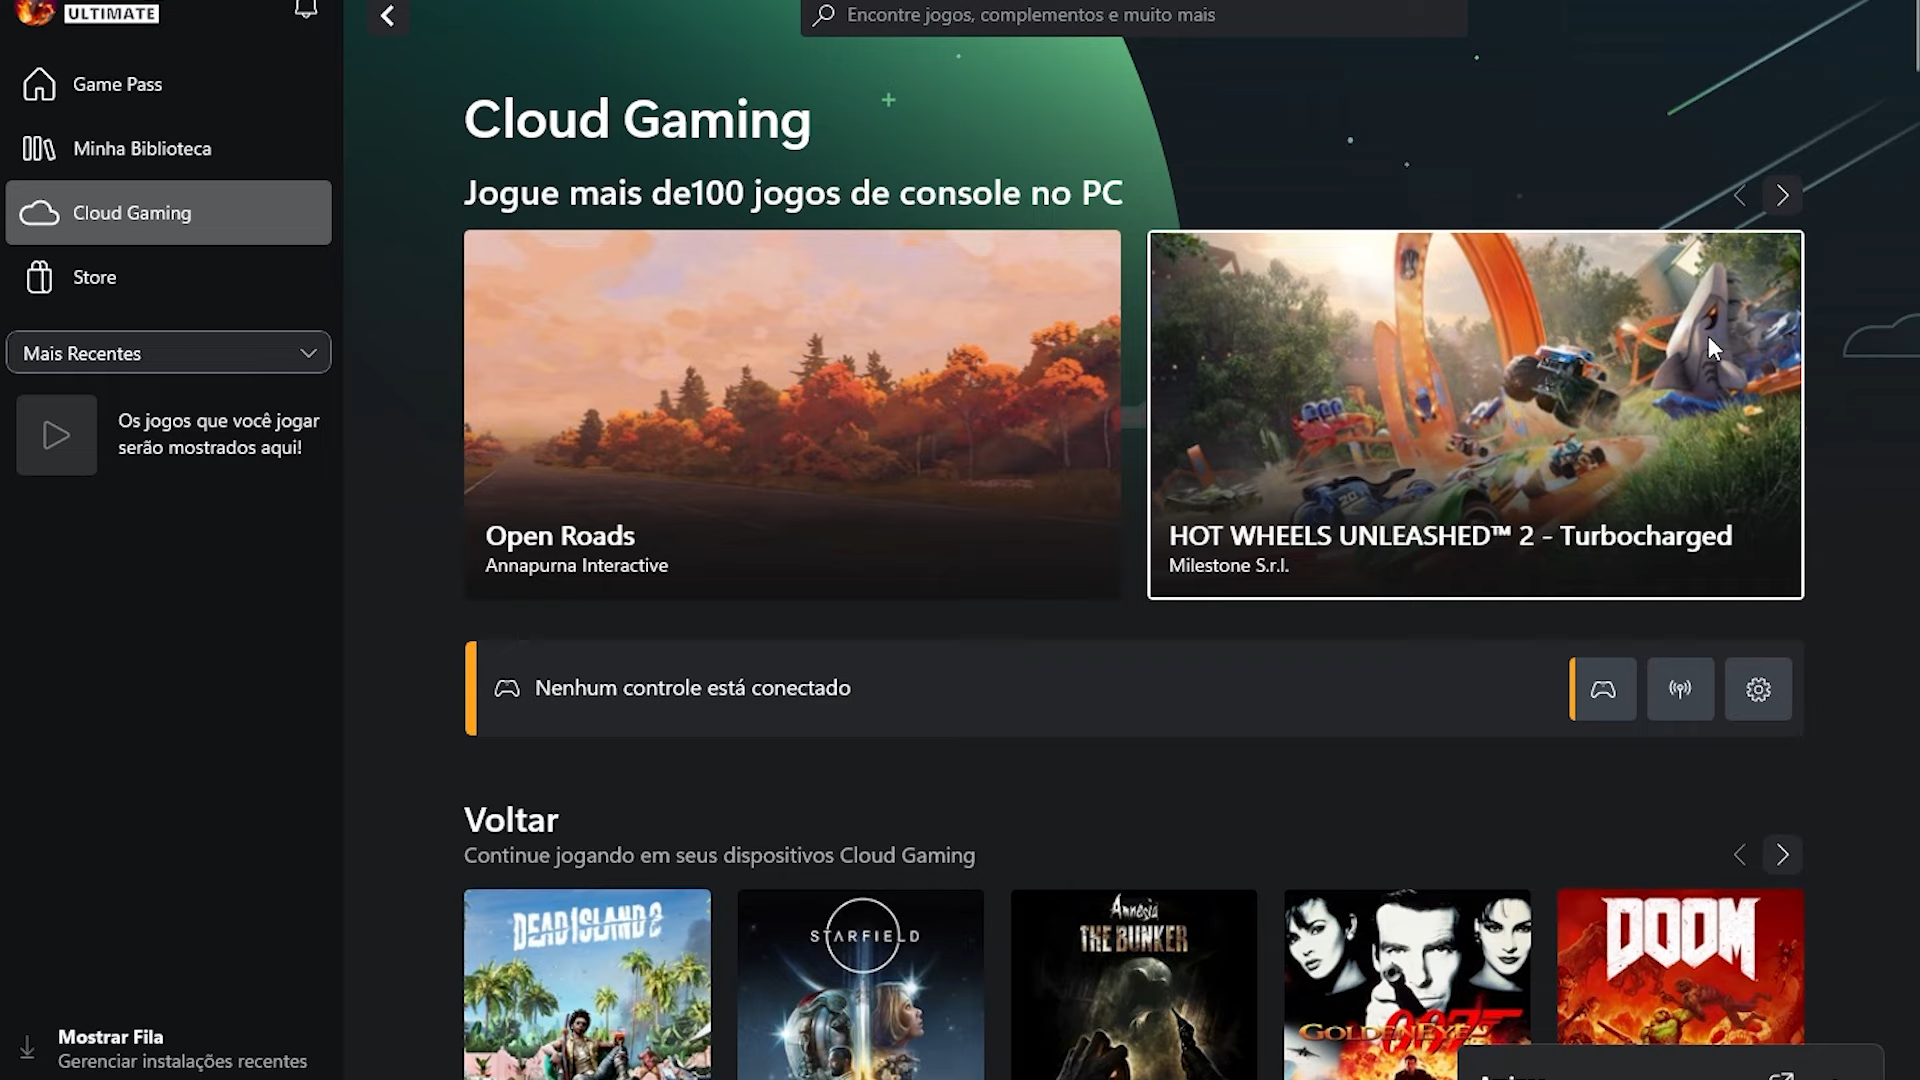 ULTIMATE
Encontre jogos, complementos e muito mais
Game Pass
Minha Biblioteca
Cloud Gaming
Store
Mais Recentes
Os jogos que você jogar
serão mostrados aqui!
Mostrar Fila
Gerenciar instalações recentes
Cloud Gaming
Jogue mais de100 jogos de console no PC
Open Roads
Annapurna Interactive
HOT WHEELS UNLEASHED™ 2 - Turbocharged
Milestone S.r.l.
Nenhum controle está conectado
Voltar
Continue jogando em seus dispositivos Cloud Gaming
DEAD ISLAND 2
STARFIELD
Amnesia
THE BUNKER
GOLDENEYE 007
DOOM